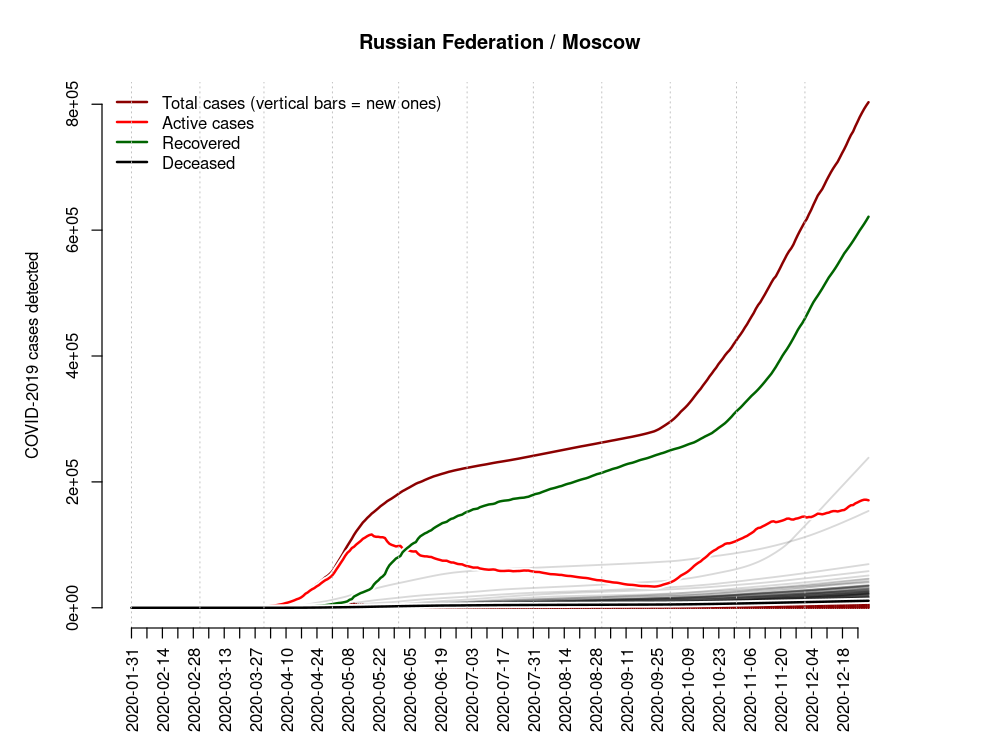 Russian Federation / Moscow
Total cases (vertical bars = new ones)
Active cases
Recovered
Deceased
COVID-2019 cases detected
8e+05
6e+05
4e+05
2e+05
0e+00
2020-01-31
2020-02-14
2020-02-28
2020-03-13
2020-03-27
2020-04-10
2020-04-24
2020-05-08
2020-05-22
2020-06-05
2020-06-19
2020-07-03
2020-07-17
2020-07-31
2020-08-14
2020-08-28
2020-09-11
2020-09-25
2020-10-09
2020-10-23
2020-11-06
2020-11-20
2020-12-04
2020-12-18